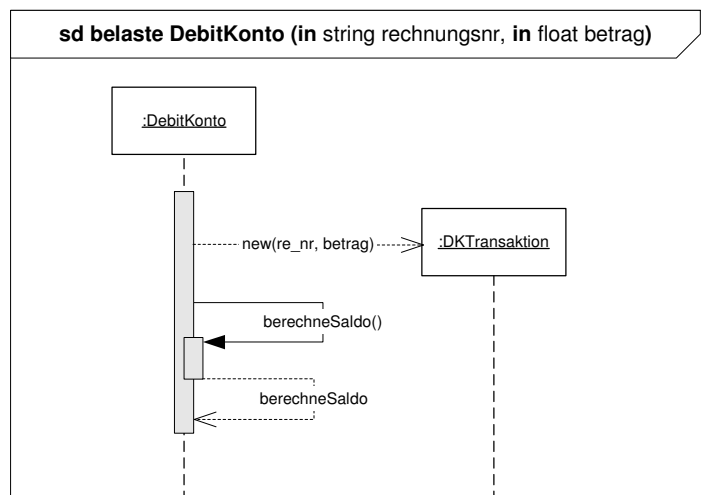 sd belaste DebitKonto (in string rechnungsnr, in float betrag)
:DebitKonto
new(re_nr, betrag)
:DKTransaktion
berechneSaldo()
berechneSaldo